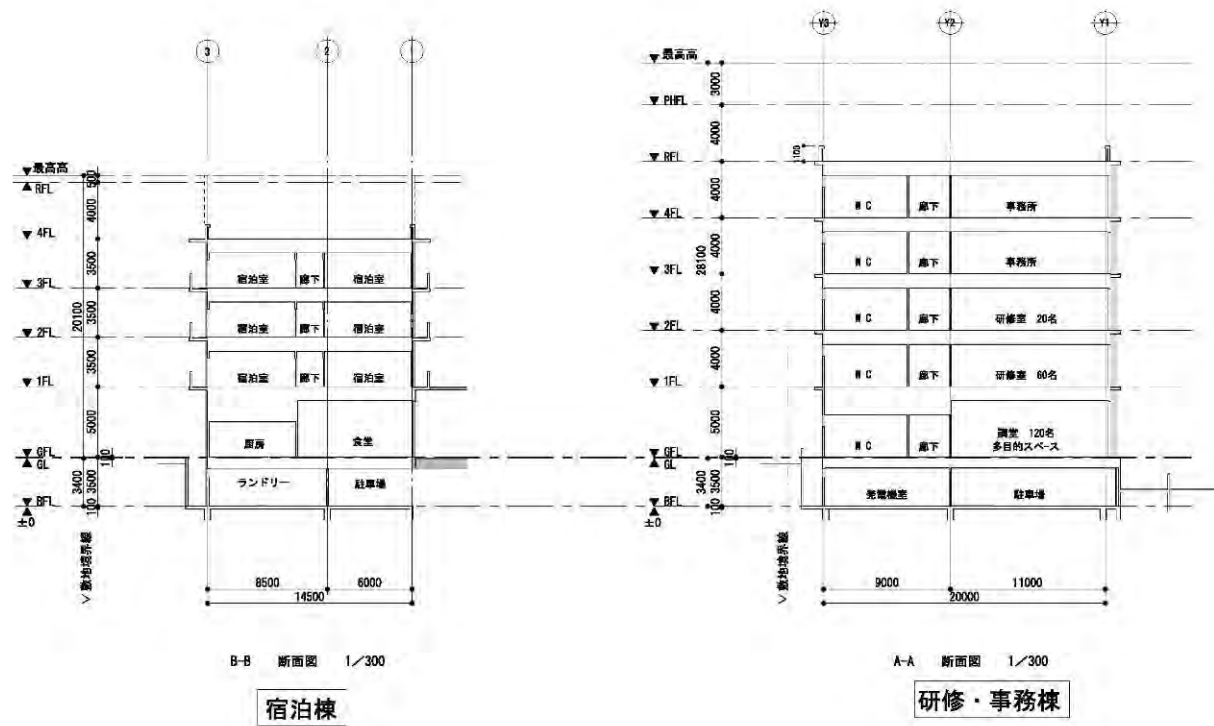 3
2
1
最高高
RFL
500
4000
4FL
3500
3FL
3500
2FL
3500
1FL
5000
GFL
GL
100
3400
3500
BFL
100
±0
20100
宿泊室
廊下
宿泊室
宿泊室
廊下
宿泊室
宿泊室
廊下
宿泊室
厨房
食堂
ランドリー
駐車場
敷地境界線
8500
6000
14500
B-B 断面図 1/300
宿泊棟
Y3
Y2
Y1
最高高
3000
PHFL
4000
RFL
1100
4000
4FL
4000
3FL
4000
2FL
4000
1FL
5000
GFL
GL
100
3400
3500
BFL
100
±0
28100
WC
廊下
事務所
WC
廊下
事務所
WC
廊下
研修室 20名
WC
廊下
研修室 60名
WC
廊下
講堂 120名
多目的スペース
発電機室
駐車場
敷地境界線
9000
11000
20000
A-A 断面図 1/300
研修・事務棟